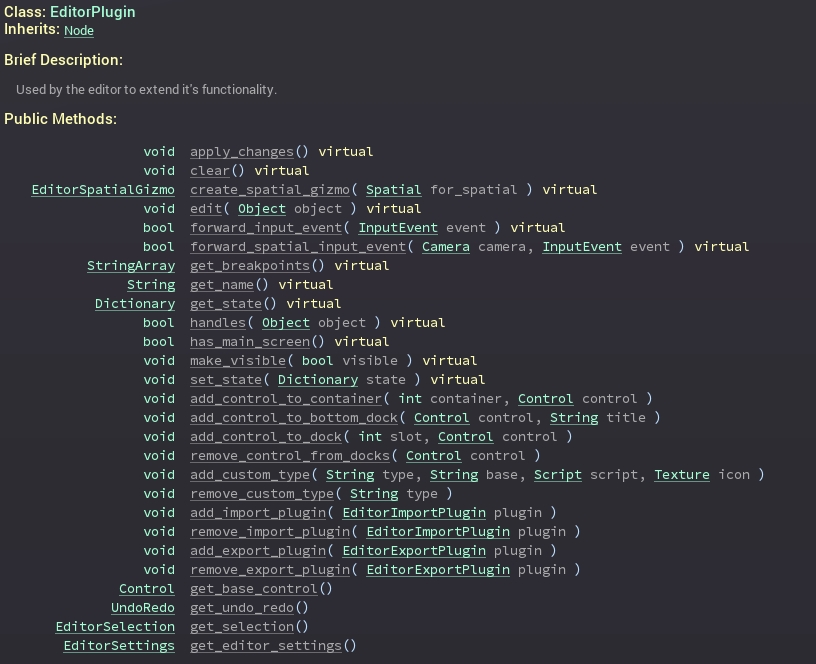 Class: EditorPlugin
Inherits: Node
Brief Description:
Used by the editor to extend it's functionality.
Public Methods:
void apply_changes() virtual
void clear() virtual
EditorSpatialGizmo create_spatial_gizmo( Spatial for_spatial ) virtual
void edit( Object object ) virtual
bool forward_input_event( InputEvent event ) virtual
bool forward_spatial_input_event( Camera camera, InputEvent event ) virtual
StringArray get_breakpoints() virtual
String get_name() virtual
Dictionary get_state() virtual
bool handles( Object object ) virtual
bool has_main_screen() virtual
void make_visible( bool visible ) virtual
void set_state( Dictionary state ) virtual
void add_control_to_container( int container, Control control )
void add_control_to_bottom_dock( Control control, String title )
void add_control_to_dock( int slot, Control control )
void remove_control_from_docks( Control control )
void add_custom_type( String type, String base, Script script, Texture icon )
void remove_custom_type( String type )
void add_import_plugin( EditorImportPlugin plugin )
void remove_import_plugin( EditorImportPlugin plugin )
void add_export_plugin( EditorExportPlugin plugin )
void remove_export_plugin( EditorExportPlugin plugin )
Control get_base_control()
UndoRedo get_undo_redo()
EditorSelection get_selection()
EditorSettings get_editor_settings()